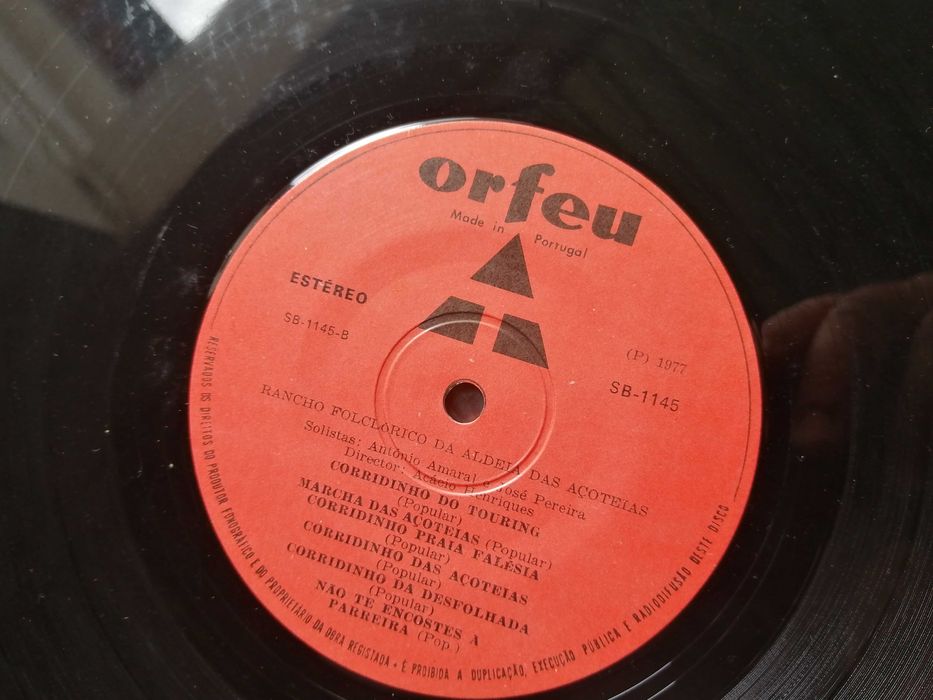 orfeu
Made in Portugal
ESTÉREO
SB-1145-B
(P) 1977
SB-1145
RANCHO FOLCLÓRICO DA ALDEIA DAS AÇOTEIAS
Solistas: António Amaral e José Pereira
Director: Acácio Henriques
CORRIDINHO DO TOURING
(Popular)
MARCHA DAS AÇOTEIAS (Popular)
CORRIDINHO PRAIA FALÉSIA
(Popular)
CORRIDINHO DAS AÇOTEIAS
(Popular)
CORRIDINHO DA DESFOLHADA
(Popular)
NÃO TE ENCOSTES A
PARREIRA (Pop.)
RESERVADOS OS DIREITOS DO PRODUTOR FONOGRÁFICO E DO PROPRIETÁRIO DA OBRA REGISTADA • É PROIBIDA A DUPLICAÇÃO, EXECUÇÃO PÚBLICA E RADIODIFUSÃO DESTE DISCO